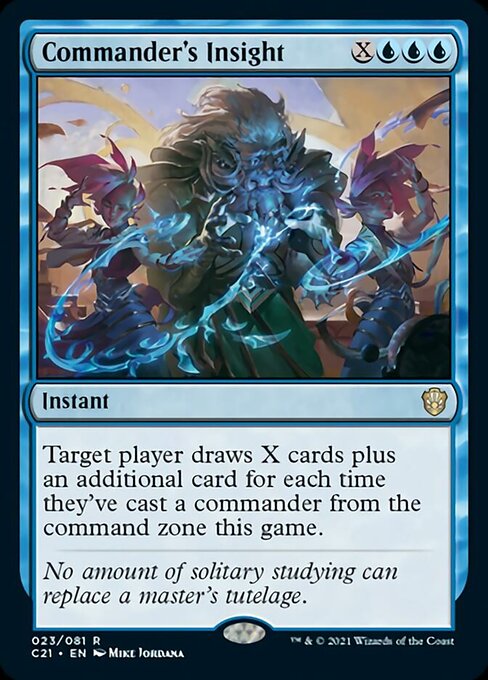 Commander's Insight XUUU
Instant
Target player draws X cards plus
an additional card for each time
they've cast a commander from the
command zone this game.
No amount of solitary studying can
replace a master's tutelage.
023/081 R
C21 • EN Mike Jordana
™ & © 2021 Wizards of the Coast